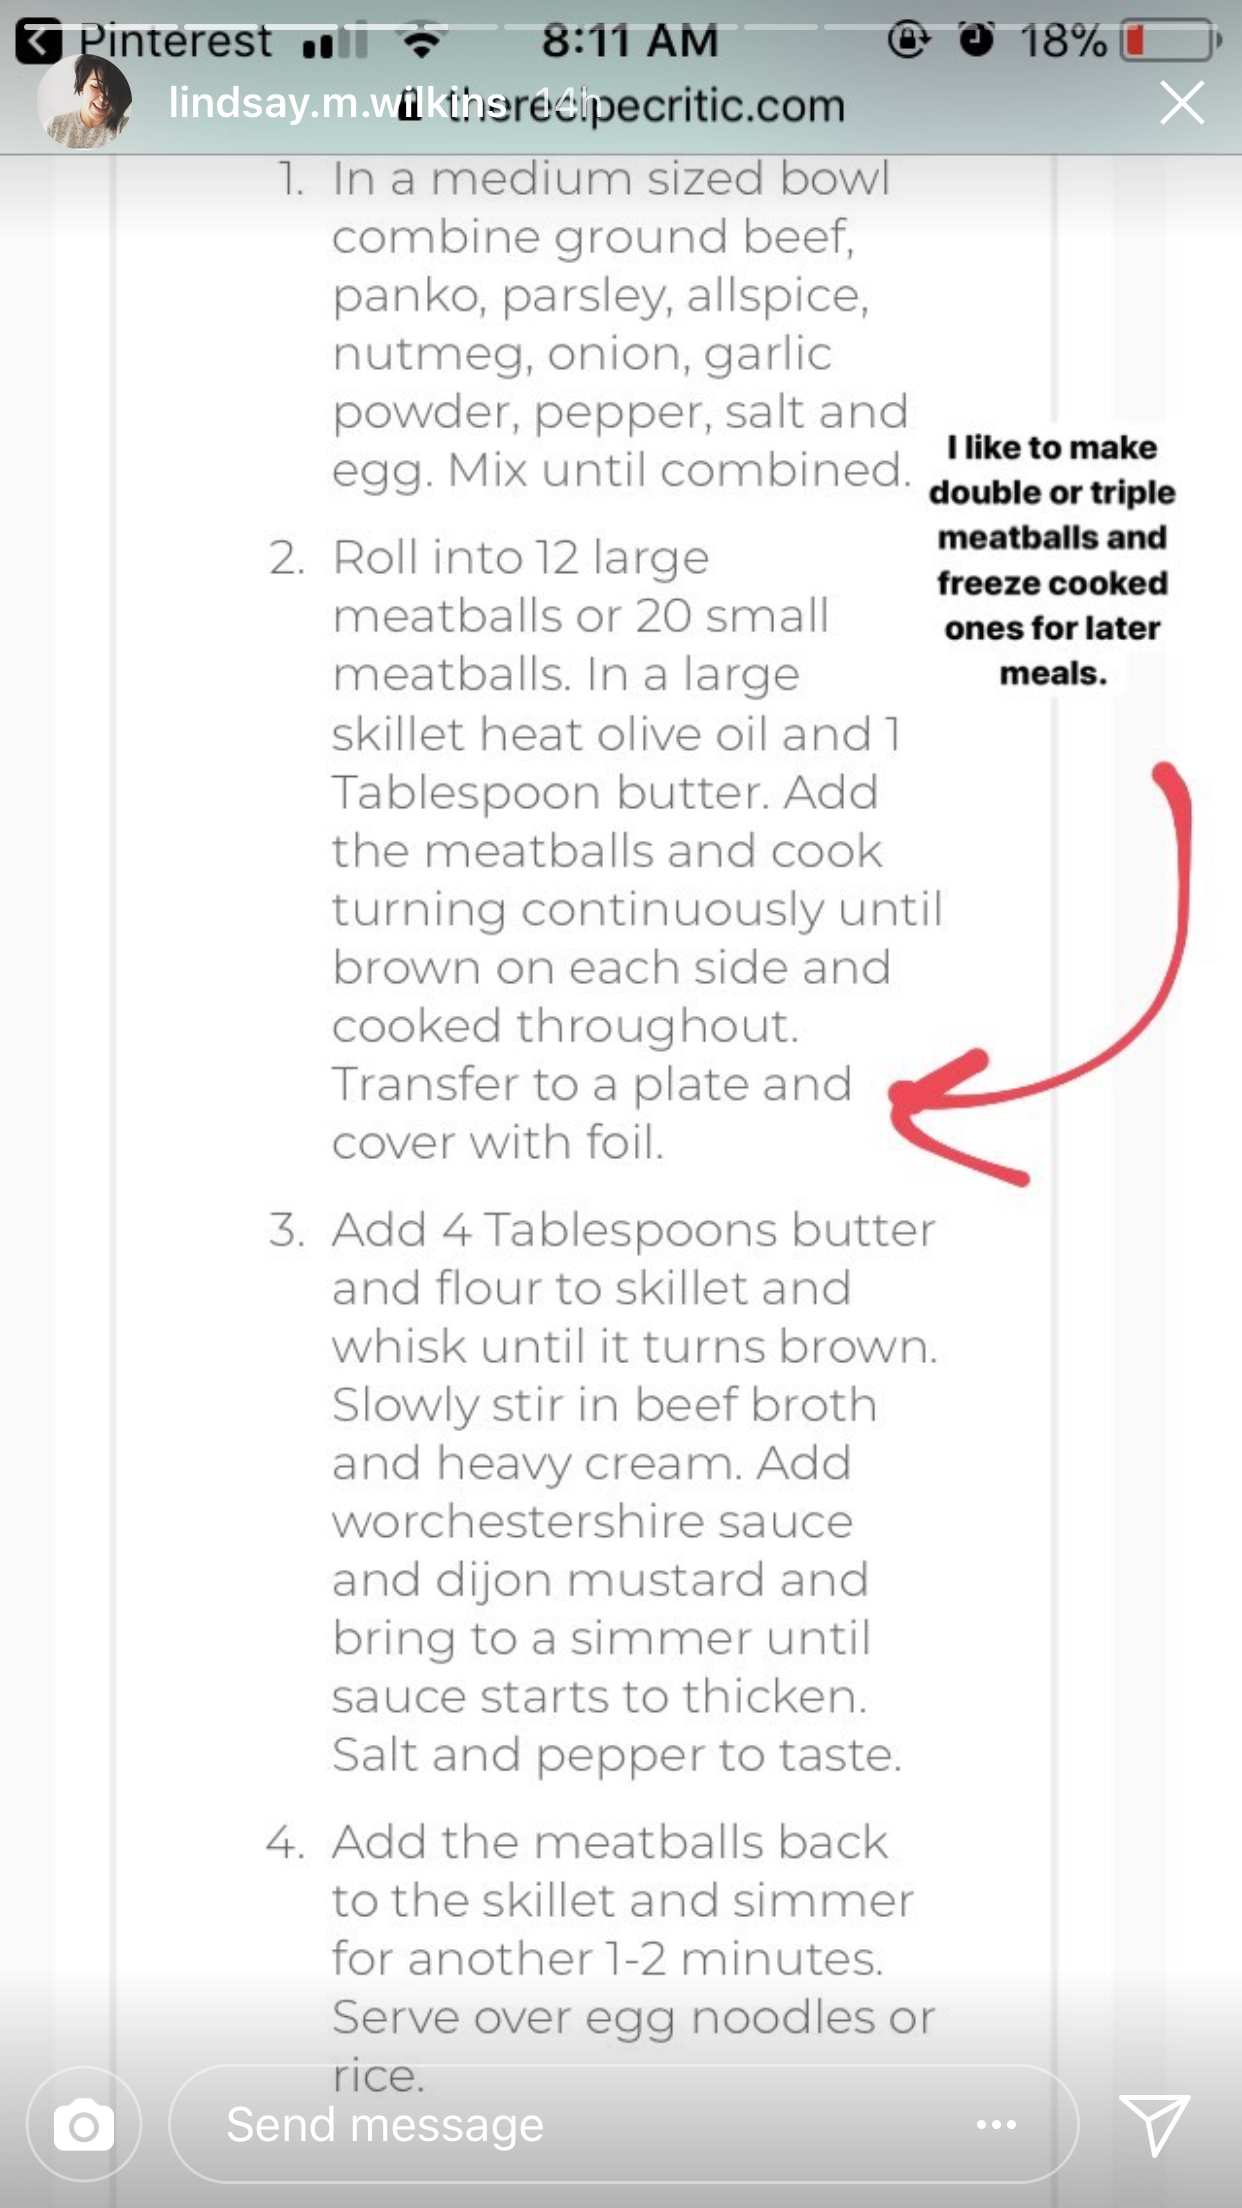 Pinterest 8:11 AM 18%
lindsay.m.wilkins 14h therecipecritic.com
1. In a medium sized bowl
combine ground beef,
panko, parsley, allspice,
nutmeg, onion, garlic
powder, pepper, salt and
egg. Mix until combined.
I like to make
double or triple
meatballs and
freeze cooked
ones for later
meals.
2. Roll into 12 large
meatballs or 20 small
meatballs. In a large
skillet heat olive oil and 1
Tablespoon butter. Add
the meatballs and cook
turning continuously until
brown on each side and
cooked throughout.
Transfer to a plate and
cover with foil.
3. Add 4 Tablespoons butter
and flour to skillet and
whisk until it turns brown.
Slowly stir in beef broth
and heavy cream. Add
worchestershire sauce
and dijon mustard and
bring to a simmer until
sauce starts to thicken.
Salt and pepper to taste.
4. Add the meatballs back
to the skillet and simmer
for another 1-2 minutes.
Serve over egg noodles or
rice.
Send message